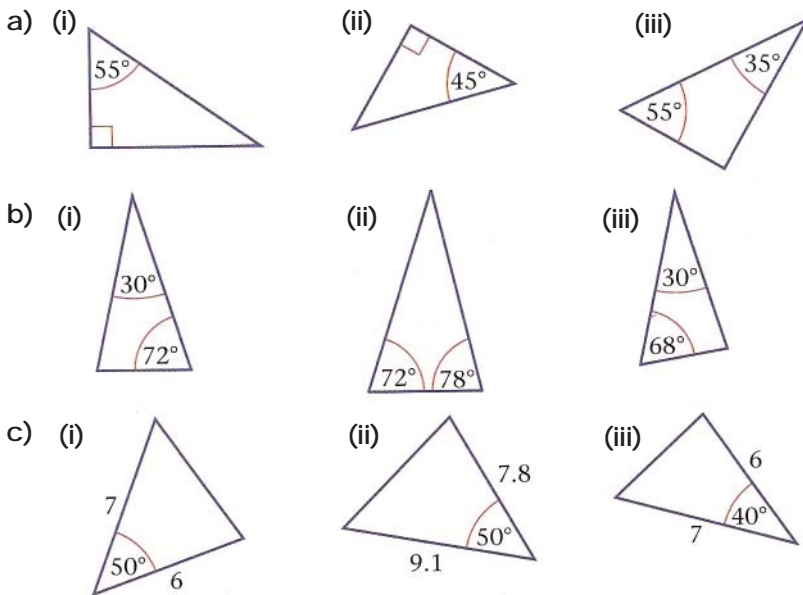 a) (i) (ii) (iii)
55° 45° 35° 55°
b) (i) (ii) (iii)
30° 30°
72° 72° 78° 68°
c) (i) (ii) (iii)
7 7.8 6
50° 50° 40°
6 9.1 7